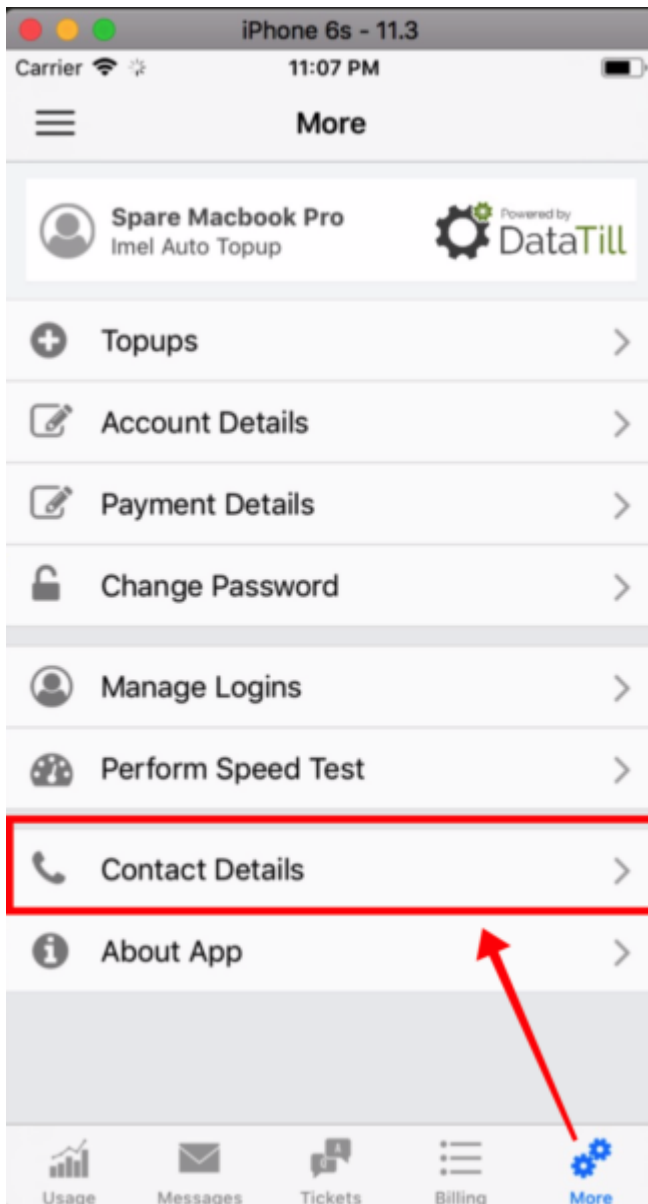 iPhone 6s - 11.3
Carrier 11:07 PM
More
Spare Macbook Pro
Imel Auto Topup
Powered by
DataTill
Topups
Account Details
Payment Details
Change Password
Manage Logins
Perform Speed Test
Contact Details
About App
A
Q
Usage Messages Tickets Billing More